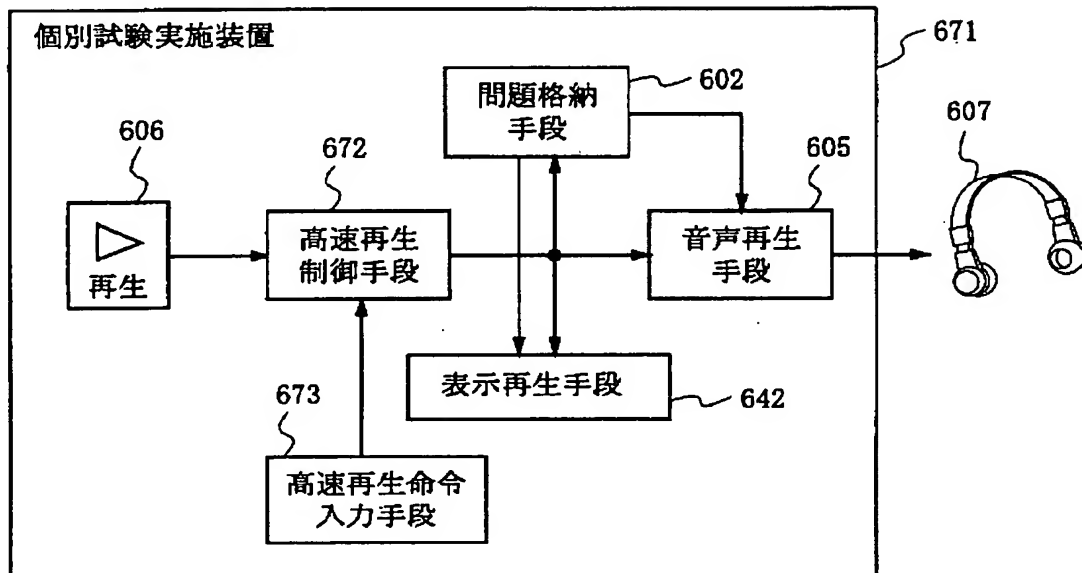 個別試験実施装置
671
602
問題格納
手段
607
606
672
605
再生
高速再生
制御手段
音声再生
手段
表示再生手段
642
673
高速再生命令
入力手段